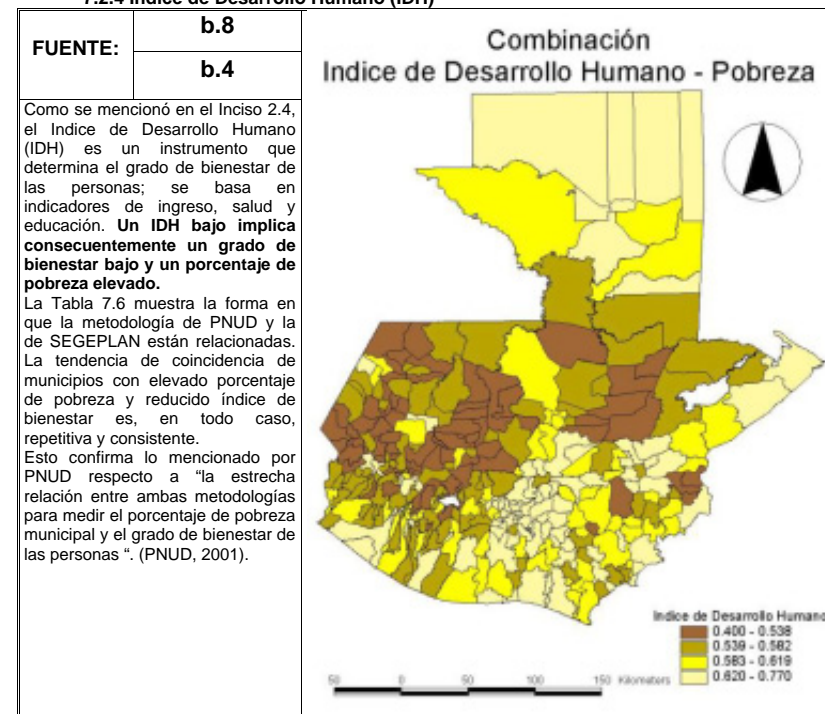 7.2.4 Indice de Desarrollo Humano (IDH)
FUENTE:
b.8
b.4
Como se mencionó en el Inciso 2.4,
el Indice de Desarrollo Humano
(IDH) es un instrumento que
determina el grado de bienestar de
las personas; se basa en
indicadores de ingreso, salud y
educación. Un IDH bajo implica
consecuentemente un grado de
bienestar bajo y un porcentaje de
pobreza elevado.
La Tabla 7.6 muestra la forma en
que la metodología de PNUD y la
de SEGEPLAN están relacionadas.
La tendencia de coincidencia de
municipios con elevado porcentaje
de pobreza y reducido índice de
bienestar es, en todo caso,
repetitiva y consistente.
Esto confirma lo mencionado por
PNUD respecto a “la estrecha
relación entre ambas metodologías
para medir el porcentaje de pobreza
municipal y el grado de bienestar de
las personas “. (PNUD, 2001).
Combinación
Indice de Desarrollo Humano - Pobreza
Indice de Desarrollo Humano
0.400 - 0.538
0.539 - 0.582
0.583 - 0.619
0.620 - 0.770
50 0 50 100 150 Kilometers